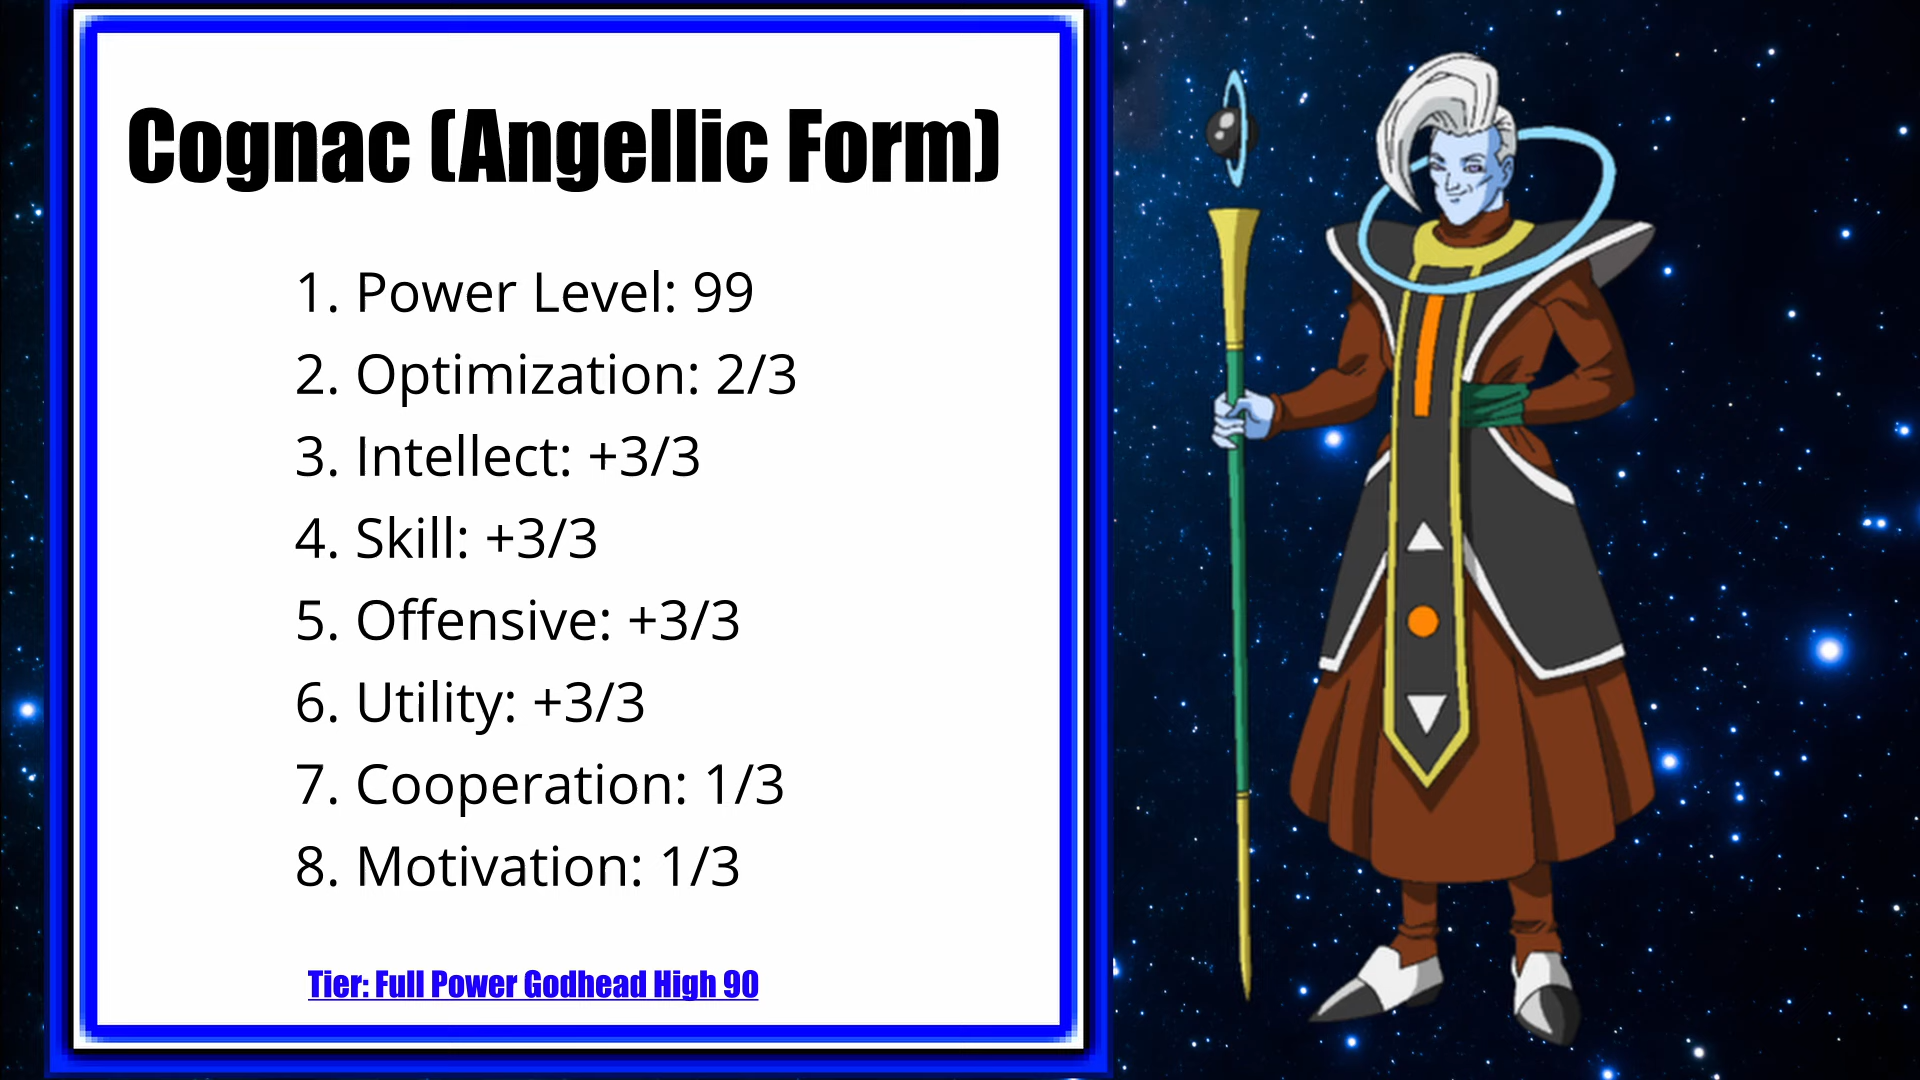 Cognac (Angellic Form)
1. Power Level: 99
2. Optimization: 2/3
3. Intellect: +3/3
4. Skill: +3/3
5. Offensive: +3/3
6. Utility: +3/3
7. Cooperation: 1/3
8. Motivation: 1/3
Tier: Full Power Godhead High 90